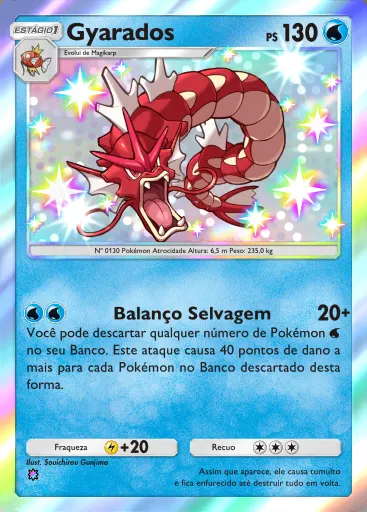 ESTÁGIO 1
Gyarados
PS 130
Evolui de Magikarp
Nº 0130 Pokémon Atrocidade Altura: 6,5 m Peso: 235,0 kg
Balanço Selvagem 20+
Você pode descartar qualquer número de Pokémon
no seu Banco. Este ataque causa 40 pontos de dano a
mais para cada Pokémon no Banco descartado desta
forma.
Fraqueza +20 Recuo
Ilust. Souichirou Gunjima
Assim que aparece, ele causa tumulto
e fica enfurecido até destruir tudo em volta.